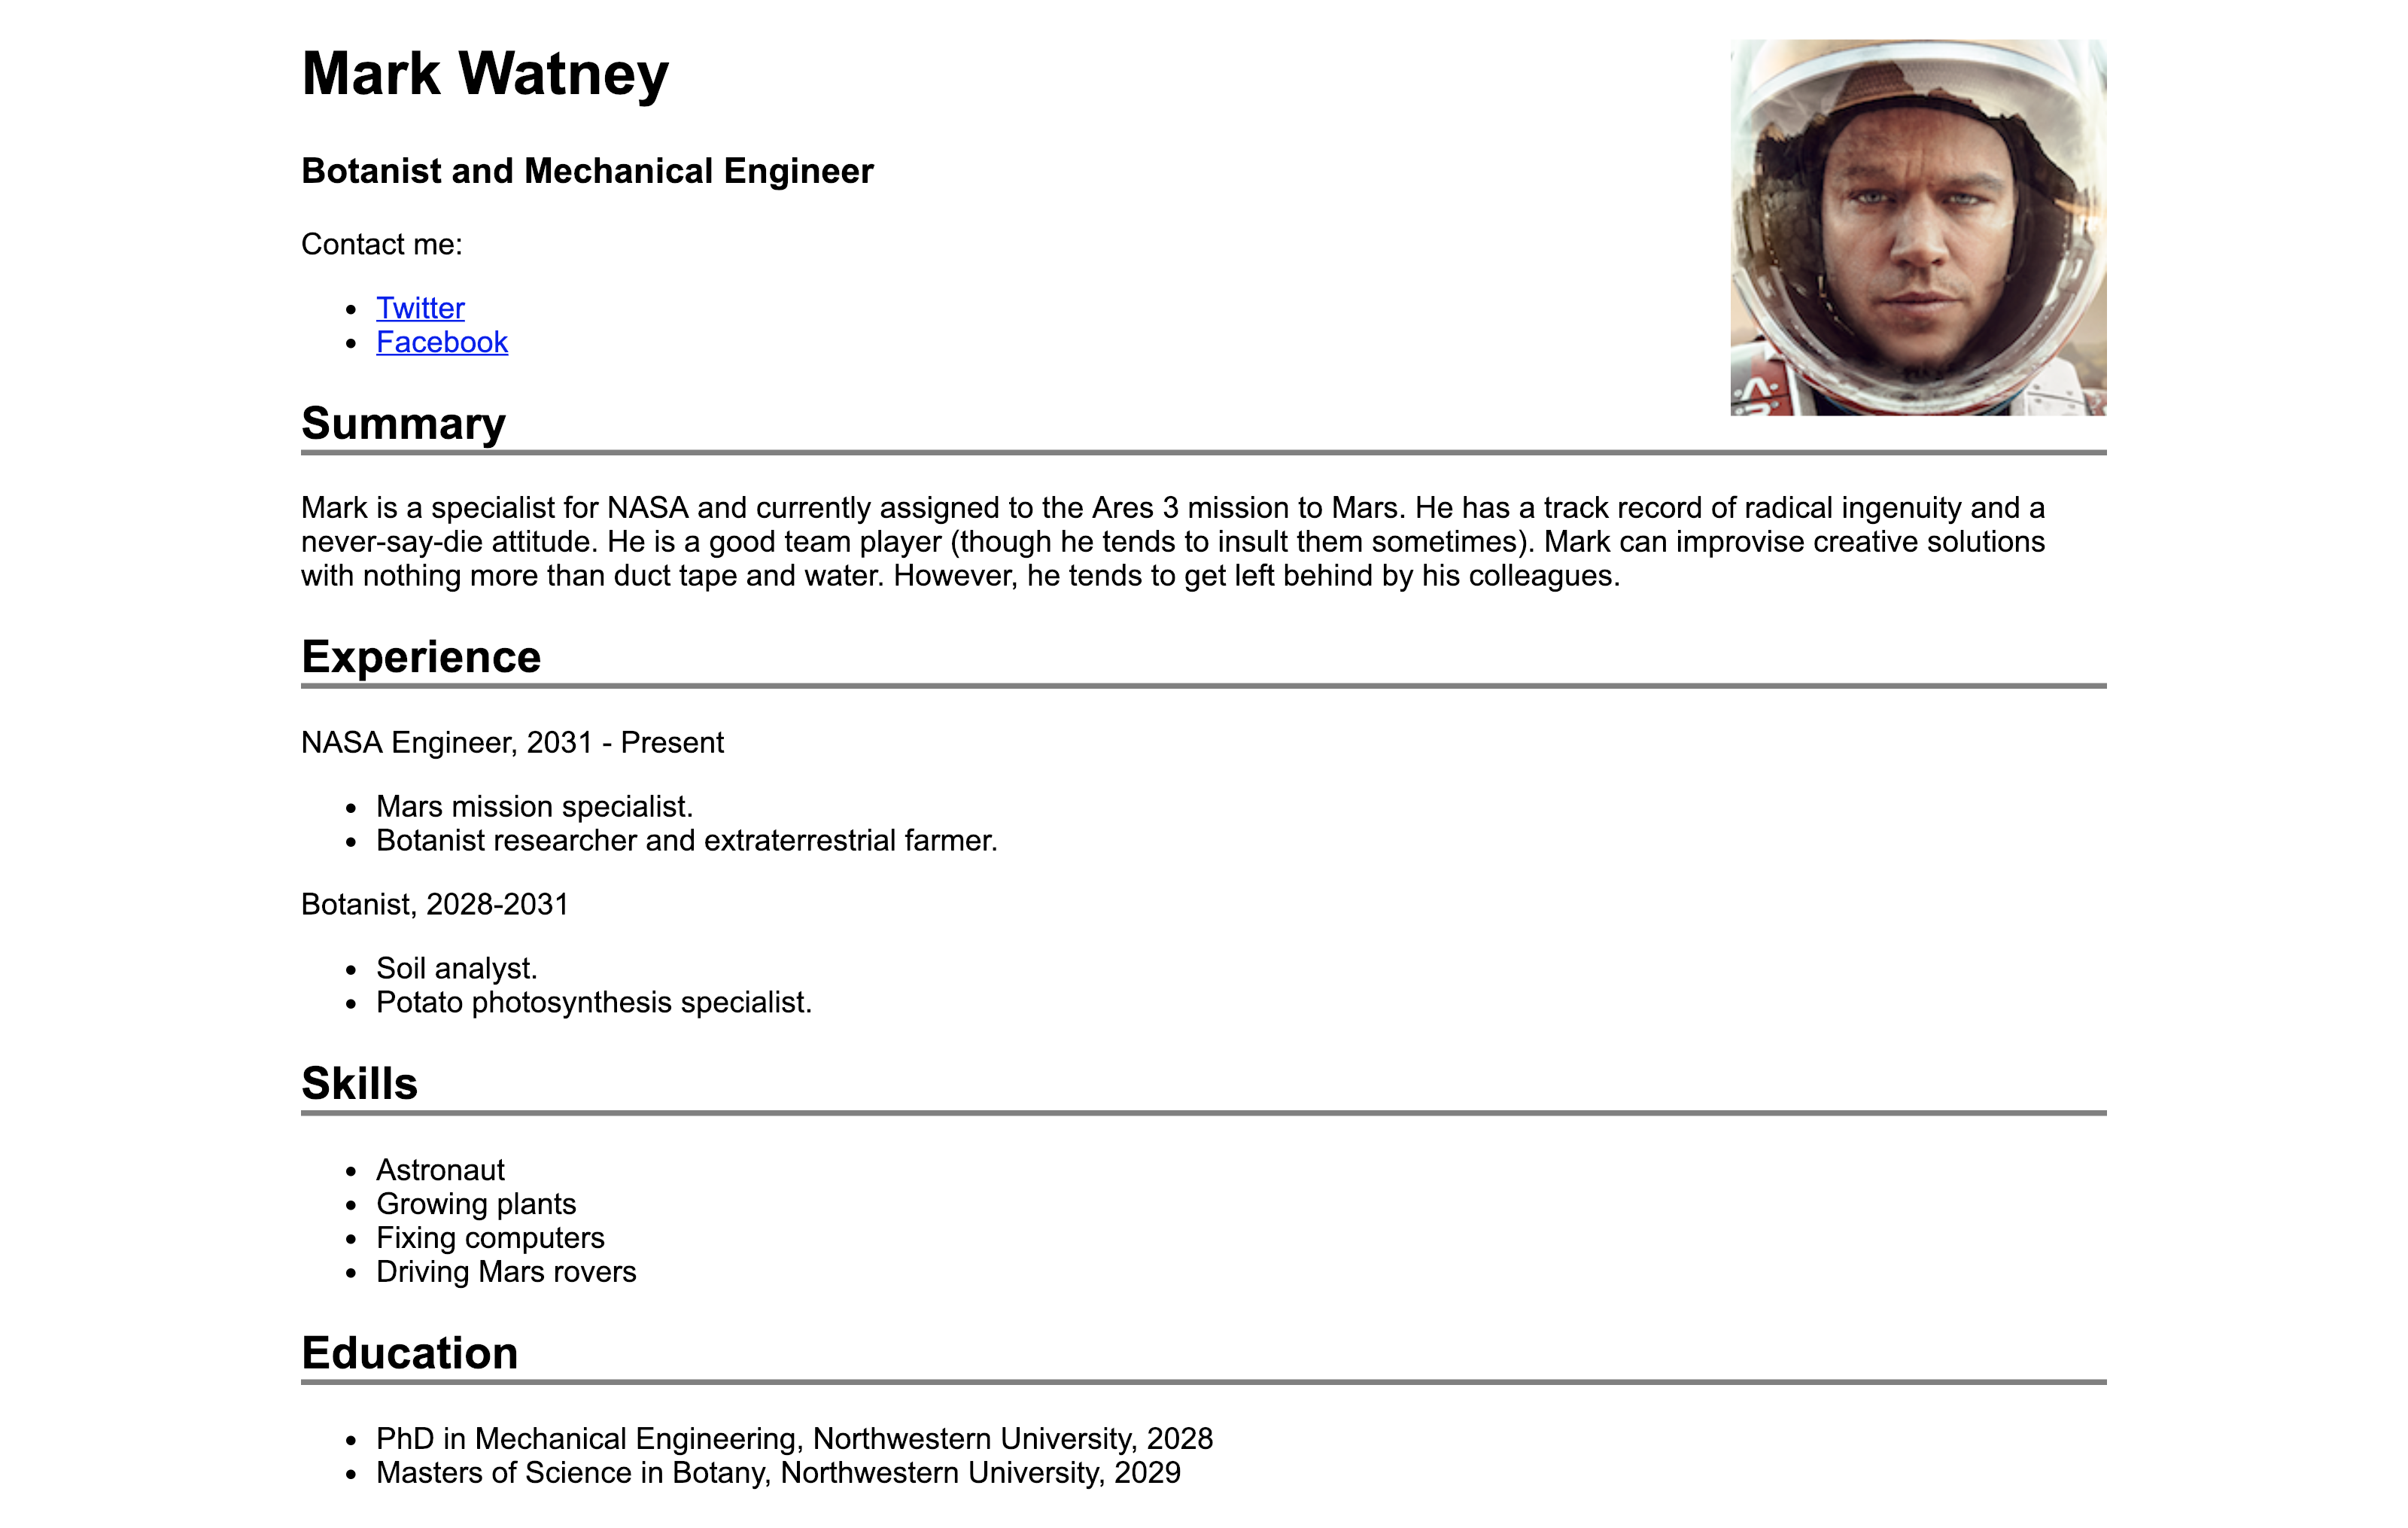 Mark Watney
Botanist and Mechanical Engineer
Contact me:
Twitter
Facebook
Summary
Mark is a specialist for NASA and currently assigned to the Ares 3 mission to Mars. He has a track record of radical ingenuity and a
never-say-die attitude. He is a good team player (though he tends to insult them sometimes). Mark can improvise creative solutions
with nothing more than duct tape and water. However, he tends to get left behind by his colleagues.
Experience
NASA Engineer, 2031 - Present
Mars mission specialist.
Botanist researcher and extraterrestrial farmer.
Botanist, 2028-2031
Soil analyst.
Potato photosynthesis specialist.
Skills
Astronaut
Growing plants
Fixing computers
Driving Mars rovers
Education
PhD in Mechanical Engineering, Northwestern University, 2028
Masters of Science in Botany, Northwestern University, 2029